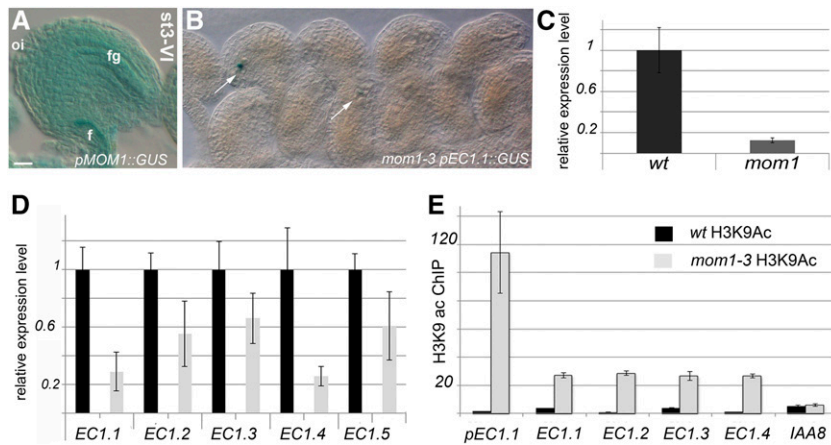 A
st3-VI
oi
fg
f
pMOM1::GUS
B
mom1-3 pEC1.1::GUS
C
relative expression level
1
0.6
0.2
wt
mom1
D
relative expression level
1
0.6
0.2
EC1.1
EC1.2
EC1.3
EC1.4
EC1.5
E
H3K9 ac ChIP
120
20
wt H3K9Ac
mom1-3 H3K9Ac
pEC1.1
EC1.1
EC1.2
EC1.3
EC1.4
IAA8